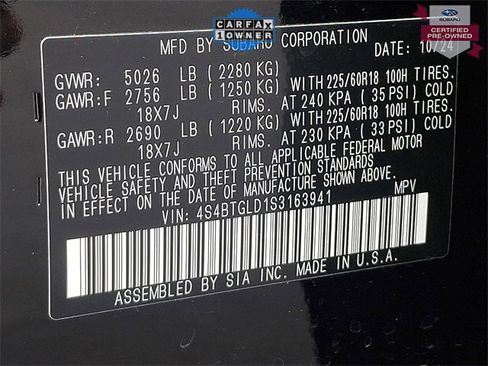 CARFAX
1 OWNER
SUBARU
CERTIFIED
PRE-OWNED
MFD BY SUBARU CORPORATION DATE: 10/24
GVWR: 5026 LB (2280 KG)
GAWR:F 2756 LB (1250 KG) WITH 225/60R18 100H TIRES.
18X7J RIMS. AT 240 KPA (35 PSI) COLD
GAWR:R 2690 LB (1220 KG) WITH 225/60R18 100H TIRES.
18X7J RIMS. AT 230 KPA (33 PSI) COLD
THIS VEHICLE CONFORMS TO ALL APPLICABLE FEDERAL MOTOR
VEHICLE SAFETY AND THEFT PREVENTION STANDARDS
IN EFFECT ON THE DATE OF MANUFACTURE SHOWN ABOVE.
VIN: 4S4BTGLD1S3163941 MPV
ASSEMBLED BY SIA INC. MADE IN U.S.A.